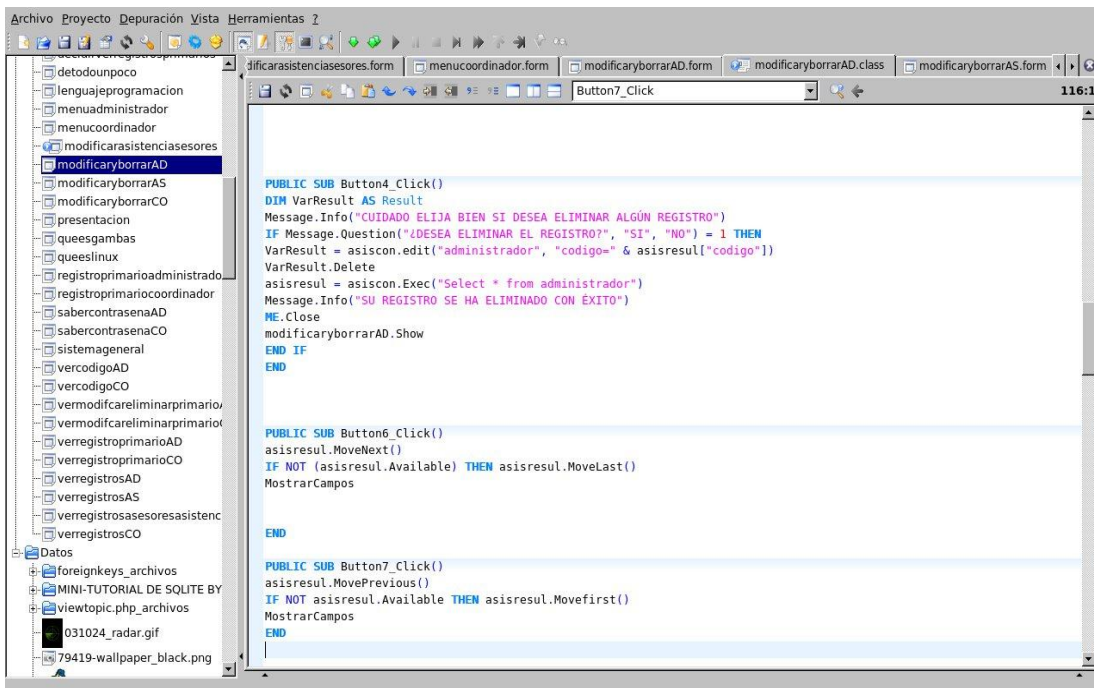 Archivo Proyecto Depuración Vista Herramientas ?
detodounpoco
lenguajeprogramacion
menuadministrador
menucoordinador
modificarasistenciasesores
modificaryborrarAD
modificaryborrarAS
modificaryborrarCO
presentacion
queesgambas
queeslinux
registroprimarioadministrado
registroprimariocoordinador
sabercontrasenaAD
sabercontrasenaCO
sistemageneral
vercodigoAD
vercodigoCO
vermodifcareliminarprimario
vermodifcareliminarprimario
verregistroprimarioAD
verregistroprimarioCO
verregistrosAD
verregistrosAS
verregistrosasesoresasistenc
verregistrosCO
Datos
foreignkeys_archivos
MINI-TUTORIAL DE SQLITE BY
viewtopic.php_archivos
031024_radar.gif
79419-wallpaper_black.png
dificarasistenciasesores.form menucoordinador.form modificaryborrarAD.form modificaryborrarAD.class modificaryborrarAS.form
Button7_Click 116:1
PUBLIC SUB Button4_Click()
DIM VarResult AS Result
Message.Info("CUIDADO ELIJA BIEN SI DESEA ELIMINAR ALGÚN REGISTRO")
IF Message.Question("¿DESEA ELIMINAR EL REGISTRO?", "SI", "NO") = 1 THEN
VarResult = asiscon.edit("administrador", "codigo=" & asisresul["codigo"])
VarResult.Delete
asisresul = asiscon.Exec("Select * from administrador")
Message.Info("SU REGISTRO SE HA ELIMINADO CON ÉXITO")
ME.Close
modificaryborrarAD.Show
END IF
END
PUBLIC SUB Button6_Click()
asisresul.MoveNext()
IF NOT (asisresul.Available) THEN asisresul.MoveLast()
MostrarCampos
END
PUBLIC SUB Button7_Click()
asisresul.MovePrevious()
IF NOT asisresul.Available THEN asisresul.Movefirst()
MostrarCampos
END